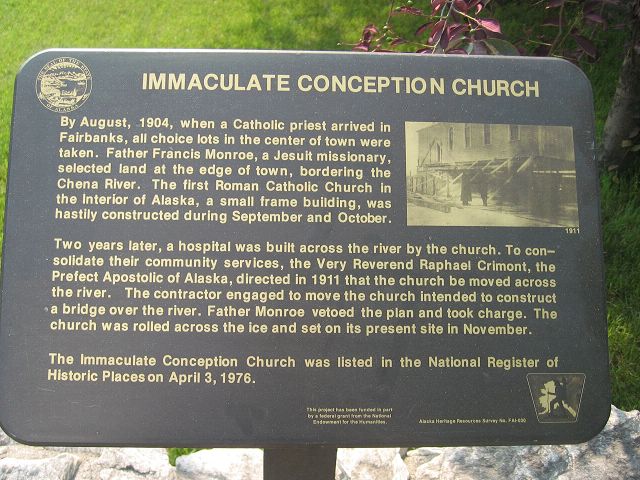 IMMACULATE CONCEPTION CHURCH
By August, 1904, when a Catholic priest arrived in
Fairbanks, all choice lots in the center of town were
taken. Father Francis Monroe, a Jesuit missionary,
selected land at the edge of town, bordering the
Chena River. The first Roman Catholic Church in
the Interior of Alaska, a small frame building, was
hastily constructed during September and October.
1911
Two years later, a hospital was built across the river by the church. To con-
solidate their community services, the Very Reverend Raphael Crimont, the
Prefect Apostolic of Alaska, directed in 1911 that the church be moved across
the river. The contractor engaged to move the church intended to construct
a bridge over the river. Father Monroe vetoed the plan and took charge. The
church was rolled across the ice and set on its present site in November.
The Immaculate Conception Church was listed in the National Register of
Historic Places on April 3, 1976.
This project has been funded in part
by a federal grant from the National
Endowment for the Humanities.
Alaska Heritage Resources Survey No. FAI-030